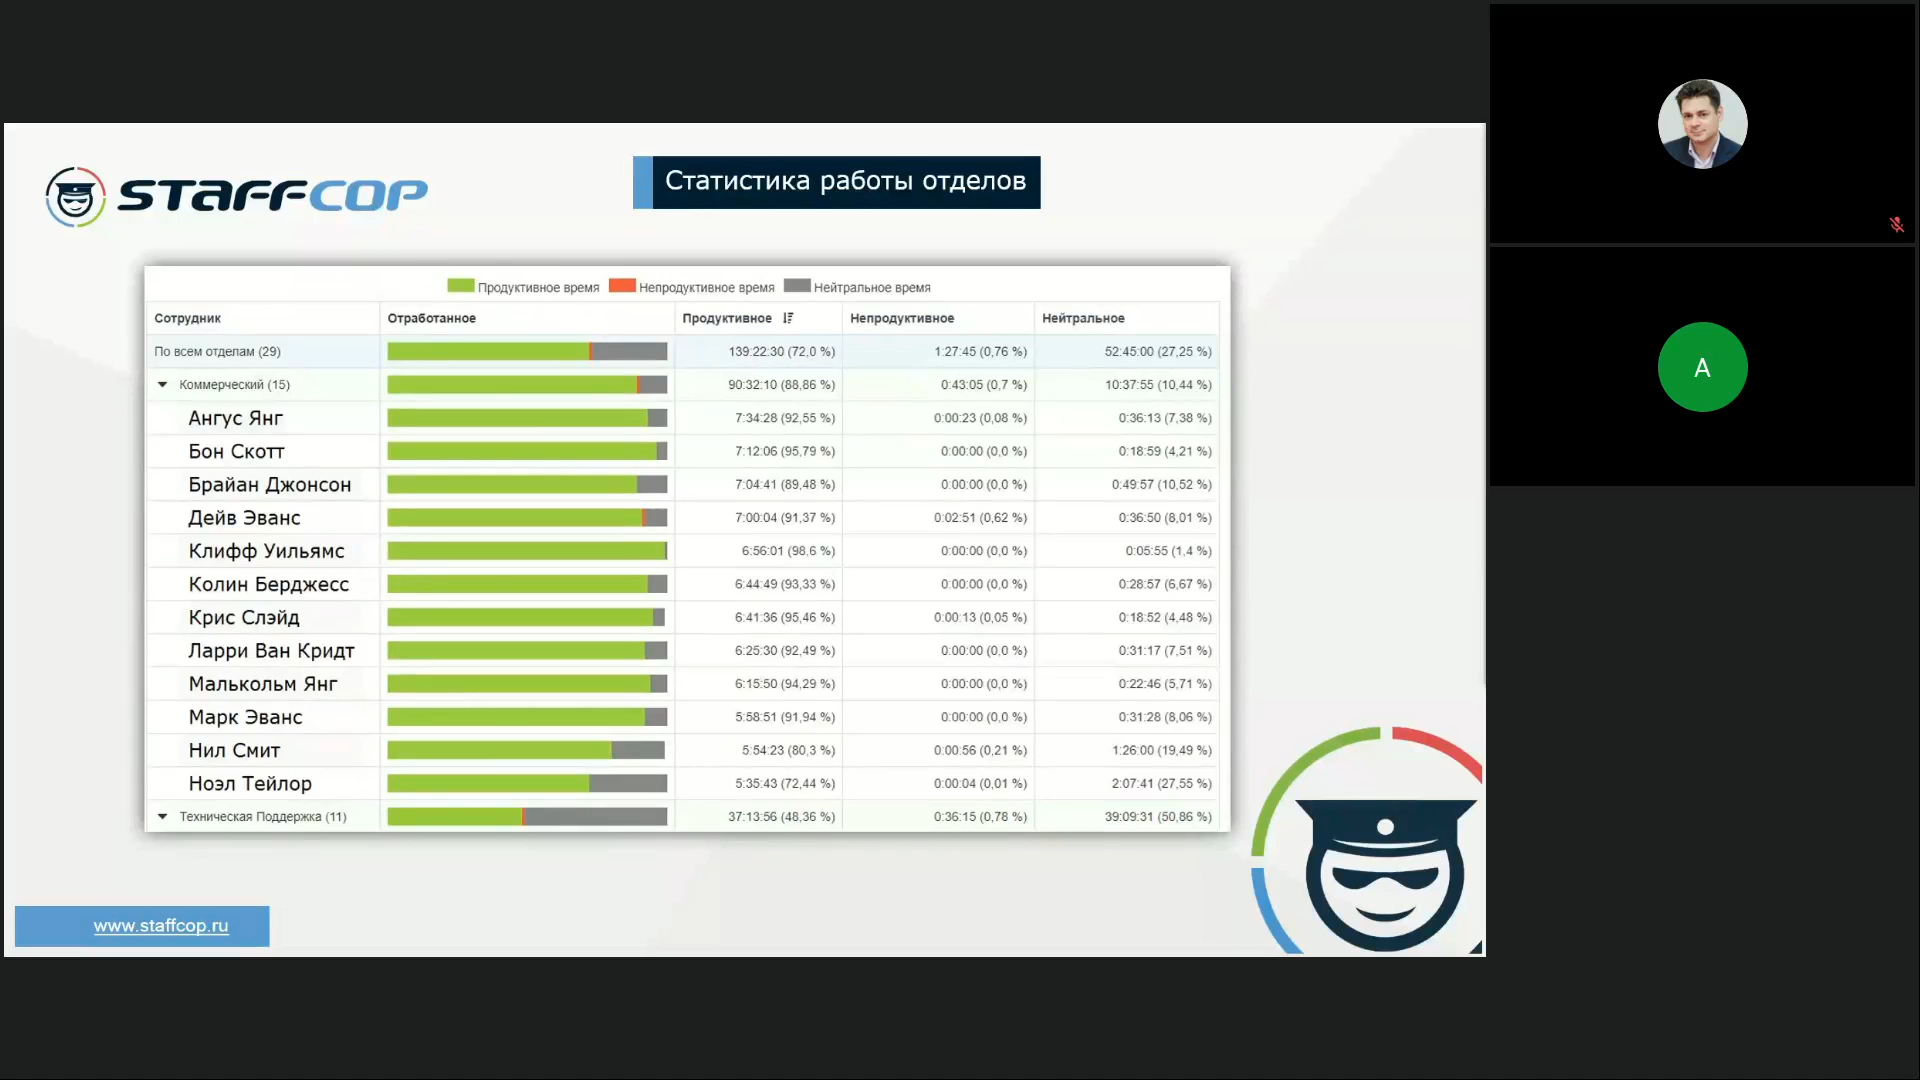 STAFFCOP
Статистика работы отделов
Продуктивное время Непродуктивное время Нейтральное время
Сотрудник Отработанное Продуктивное Непродуктивное Нейтральное
По всем отделам (29) 139:22:30 (72,0 %) 1:27:45 (0,76 %) 52:45:00 (27,25 %)
Коммерческий (15) 90:32:10 (88,86 %) 0:43:05 (0,7 %) 10:37:55 (10,44 %)
Ангус Янг 7:34:28 (92,55 %) 0:00:23 (0,08 %) 0:36:13 (7,38 %)
Бон Скотт 7:12:06 (95,79 %) 0:00:00 (0,0 %) 0:18:59 (4,21 %)
Брайан Джонсон 7:04:41 (89,48 %) 0:00:00 (0,0 %) 0:49:57 (10,52 %)
Дейв Эванс 7:00:04 (91,37 %) 0:02:51 (0,62 %) 0:36:50 (8,01 %)
Клифф Уильямс 6:56:01 (98,6 %) 0:00:00 (0,0 %) 0:05:55 (1,4 %)
Колин Берджесс 6:44:49 (93,33 %) 0:00:00 (0,0 %) 0:28:57 (6,67 %)
Крис Слэйд 6:41:36 (95,46 %) 0:00:13 (0,05 %) 0:18:52 (4,48 %)
Ларри Ван Кридт 6:25:30 (92,49 %) 0:00:00 (0,0 %) 0:31:17 (7,51 %)
Малькольм Янг 6:15:50 (94,29 %) 0:00:00 (0,0 %) 0:22:46 (5,71 %)
Марк Эванс 5:58:51 (91,94 %) 0:00:00 (0,0 %) 0:31:28 (8,06 %)
Нил Смит 5:54:23 (80,3 %) 0:00:56 (0,21 %) 1:26:00 (19,49 %)
Ноэл Тейлор 5:35:43 (72,44 %) 0:00:04 (0,01 %) 2:07:41 (27,55 %)
Техническая Поддержка (11) 37:13:56 (48,36 %) 0:36:15 (0,78 %) 39:09:31 (50,86 %)
www.staffcop.ru
A